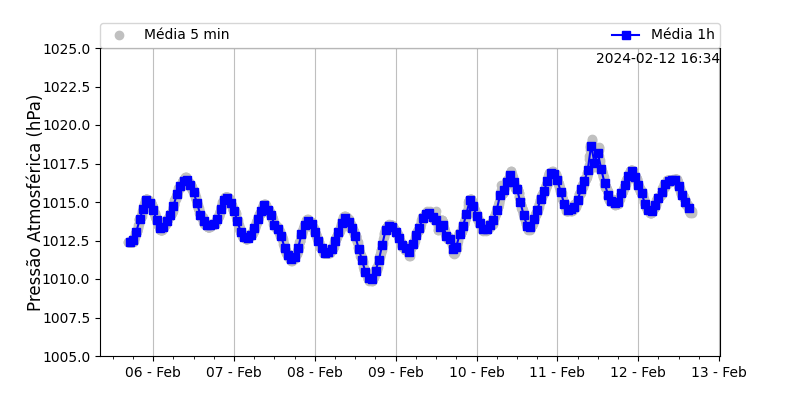 Média 5 min
Média 1h
2024-02-12 16:34
Pressão Atmosférica (hPa)
1025.0
1022.5
1020.0
1017.5
1015.0
1012.5
1010.0
1007.5
1005.0
06 - Feb
07 - Feb
08 - Feb
09 - Feb
10 - Feb
11 - Feb
12 - Feb
13 - Feb